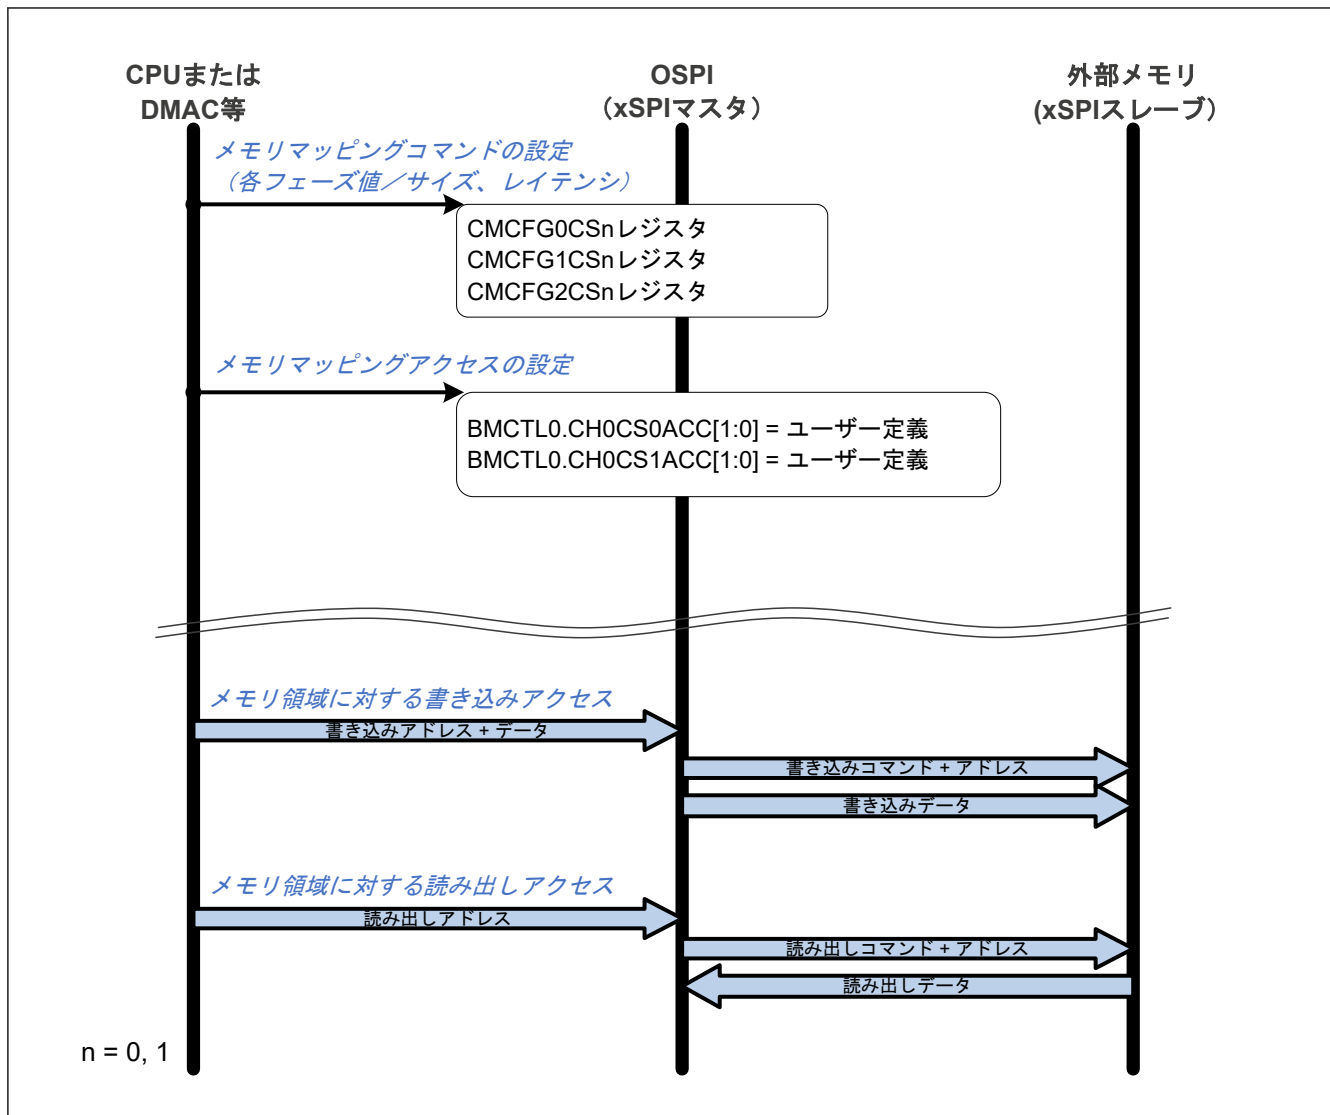 CPUまたは
DMAC等
OSPI
（xSPIマスタ）
外部メモリ
(xSPIスレーブ）
メモリマッピングコマンドの設定
（各フェーズ値／サイズ、レイテンシ）
CMCFG0CSnレジスタ
CMCFG1CSnレジスタ
CMCFG2CSnレジスタ
メモリマッピングアクセスの設定
BMCTL0.CH0CS0ACC[1:0] = ユーザー定義
BMCTL0.CH0CS1ACC[1:0] = ユーザー定義
メモリ領域に対する書き込みアクセス
書き込みアドレス + データ
書き込みコマンド + アドレス
書き込みデータ
メモリ領域に対する読み出しアクセス
読み出しアドレス
読み出しコマンド + アドレス
読み出しデータ
n = 0, 1